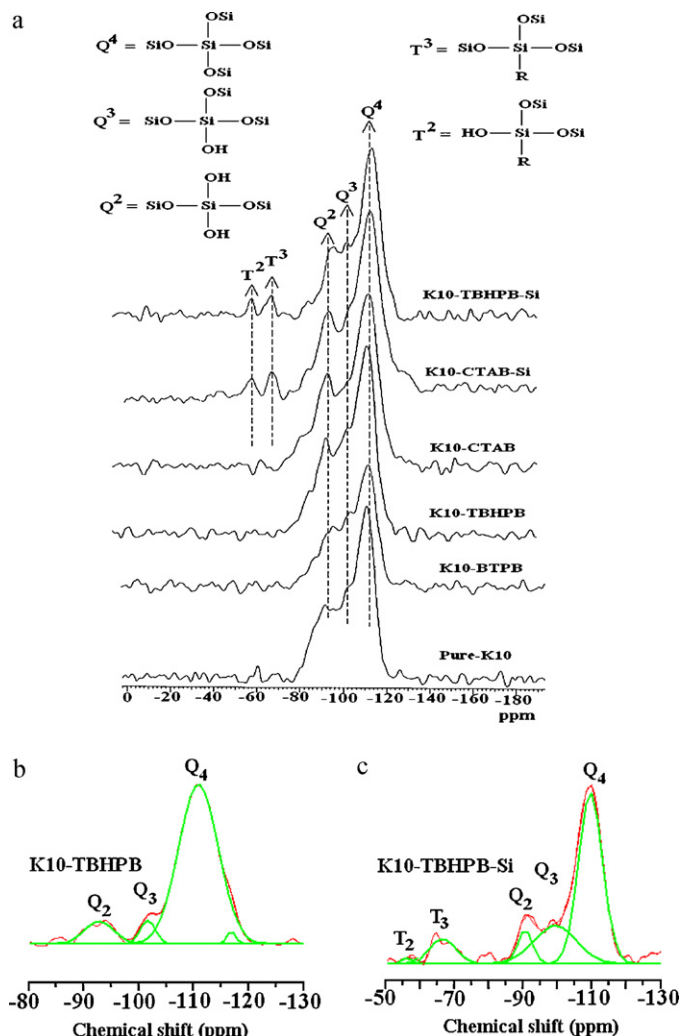 a
OSi
Q4 = SiO—Si—OSi
OSi
OSi
Q3 = SiO—Si—OSi
OH
OH
Q2 = SiO—Si—OSi
OH
OSi
T3 = SiO—Si—OSi
R
OSi
T2 = HO—Si—OSi
R
T2 T3 Q2 Q3 Q4
K10-TBHPB-Si
K10-CTAB-Si
K10-CTAB
K10-TBHPB
K10-BTPB
Pure-K10
0 -20 -40 -60 -80 -100 -120 -140 -160 -180
ppm
b
Q4
K10-TBHPB
Q2
Q3
-80 -90 -100 -110 -120 -130
Chemical shift (ppm)
c
Q4
K10-TBHPB-Si
Q3
Q2
T3
T2
-50 -70 -90 -110 -130
Chemical shift (ppm)